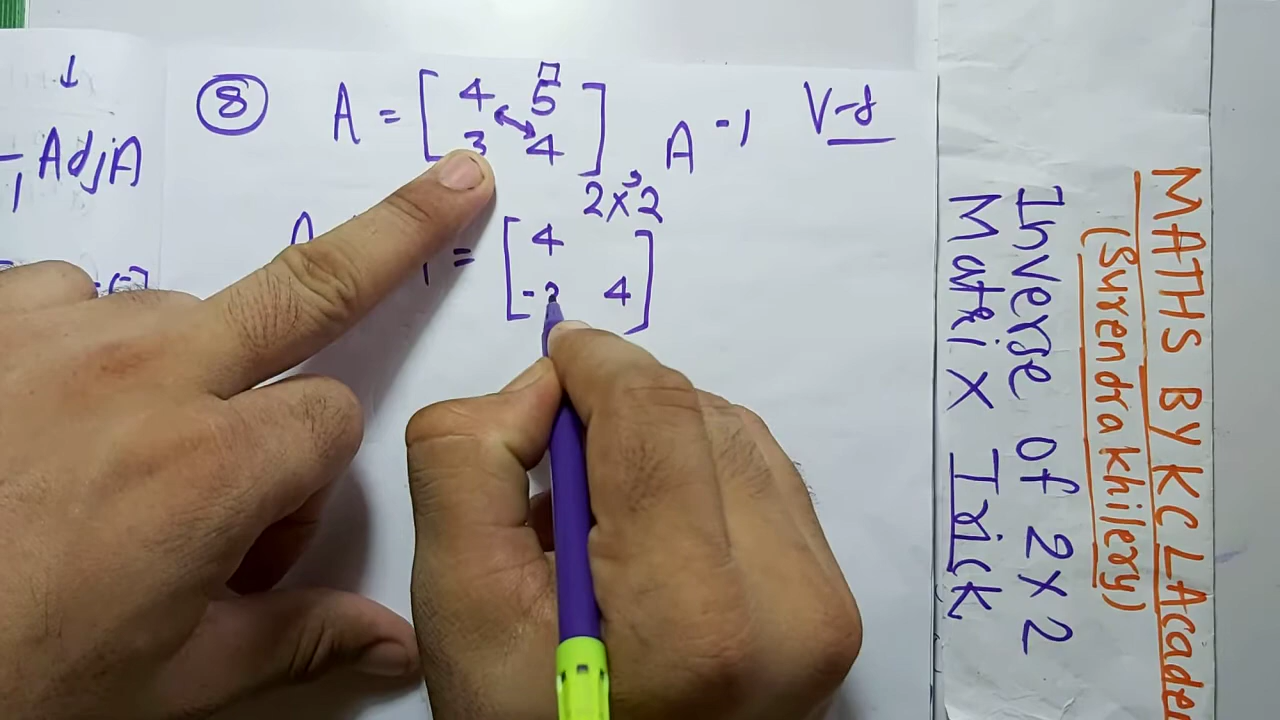 ↓
AdjA
⑧ A = [4 5
3 4] 2×2 A⁻¹ V-8
= [4
-3 4]
MATHS BY KC LAcade
(Surendra khilery)
Inverse of 2×2
Matrix Trick